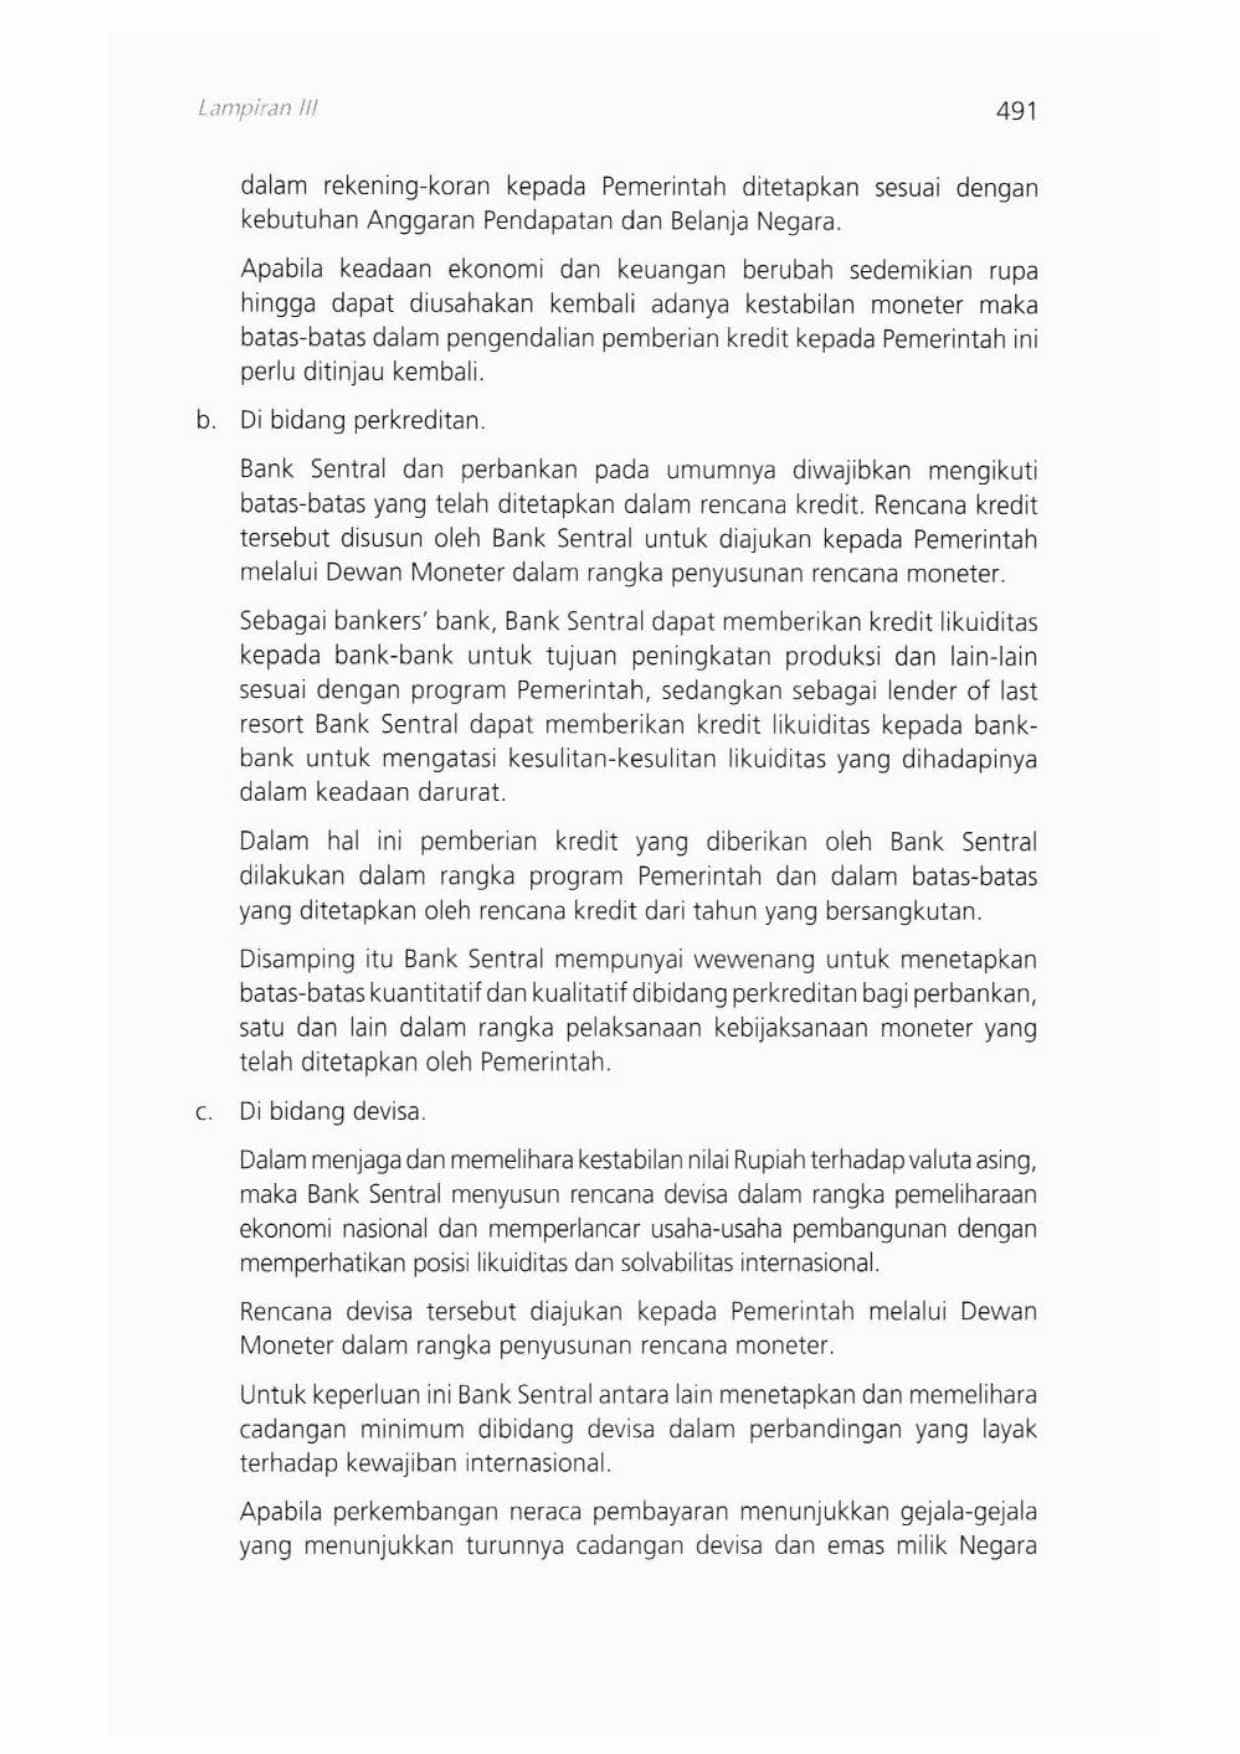 Lampiran III
491
dalam rekening-koran kepada Pemerintah ditetapkan sesuai dengan
kebutuhan Anggaran Pendapatan dan Belanja Negara.
Apabila keadaan ekonomi dan keuangan berubah sedemikian rupa
hingga dapat diusahakan kembali adanya kestabilan moneter maka
batas-batas dalam pengendalian pemberian kredit kepada Pemerintah ini
perlu ditinjau kembali.
b. Di bidang perkreditan.
Bank Sentral dan perbankan pada umumnya diwajibkan mengikuti
batas-batas yang telah ditetapkan dalam rencana kredit. Rencana kredit
tersebut disusun oleh Bank Sentral untuk diajukan kepada Pemerintah
melalui Dewan Moneter dalam rangka penyusunan rencana moneter.
Sebagai bankers' bank, Bank Sentral dapat memberikan kredit likuiditas
kepada bank-bank untuk tujuan peningkatan produksi dan lain-lain
sesuai dengan program Pemerintah, sedangkan sebagai lender of last
resort Bank Sentral dapat memberikan kredit likuiditas kepada bank-
bank untuk mengatasi kesulitan-kesulitan likuiditas yang dihadapinya
dalam keadaan darurat.
Dalam hal ini pemberian kredit yang diberikan oleh Bank Sentral
dilakukan dalam rangka program Pemerintah dan dalam batas-batas
yang ditetapkan oleh rencana kredit dari tahun yang bersangkutan.
Disamping itu Bank Sentral mempunyai wewenang untuk menetapkan
batas-batas kuantitatif dan kualitatif dibidang perkreditan bagi perbankan,
satu dan lain dalam rangka pelaksanaan kebijaksanaan moneter yang
telah ditetapkan oleh Pemerintah.
c. Di bidang devisa.
Dalam menjaga dan memelihara kestabilan nilai Rupiah terhadap valuta asing,
maka Bank Sentral menyusun rencana devisa dalam rangka pemeliharaan
ekonomi nasional dan memperlancar usaha-usaha pembangunan dengan
memperhatikan posisi likuiditas dan solvabilitas internasional.
Rencana devisa tersebut diajukan kepada Pemerintah melalui Dewan
Moneter dalam rangka penyusunan rencana moneter.
Untuk keperluan ini Bank Sentral antara lain menetapkan dan memelihara
cadangan minimum dibidang devisa dalam perbandingan yang layak
terhadap kewajiban internasional.
Apabila perkembangan neraca pembayaran menunjukkan gejala-gejala
yang menunjukkan turunnya cadangan devisa dan emas milik Negara